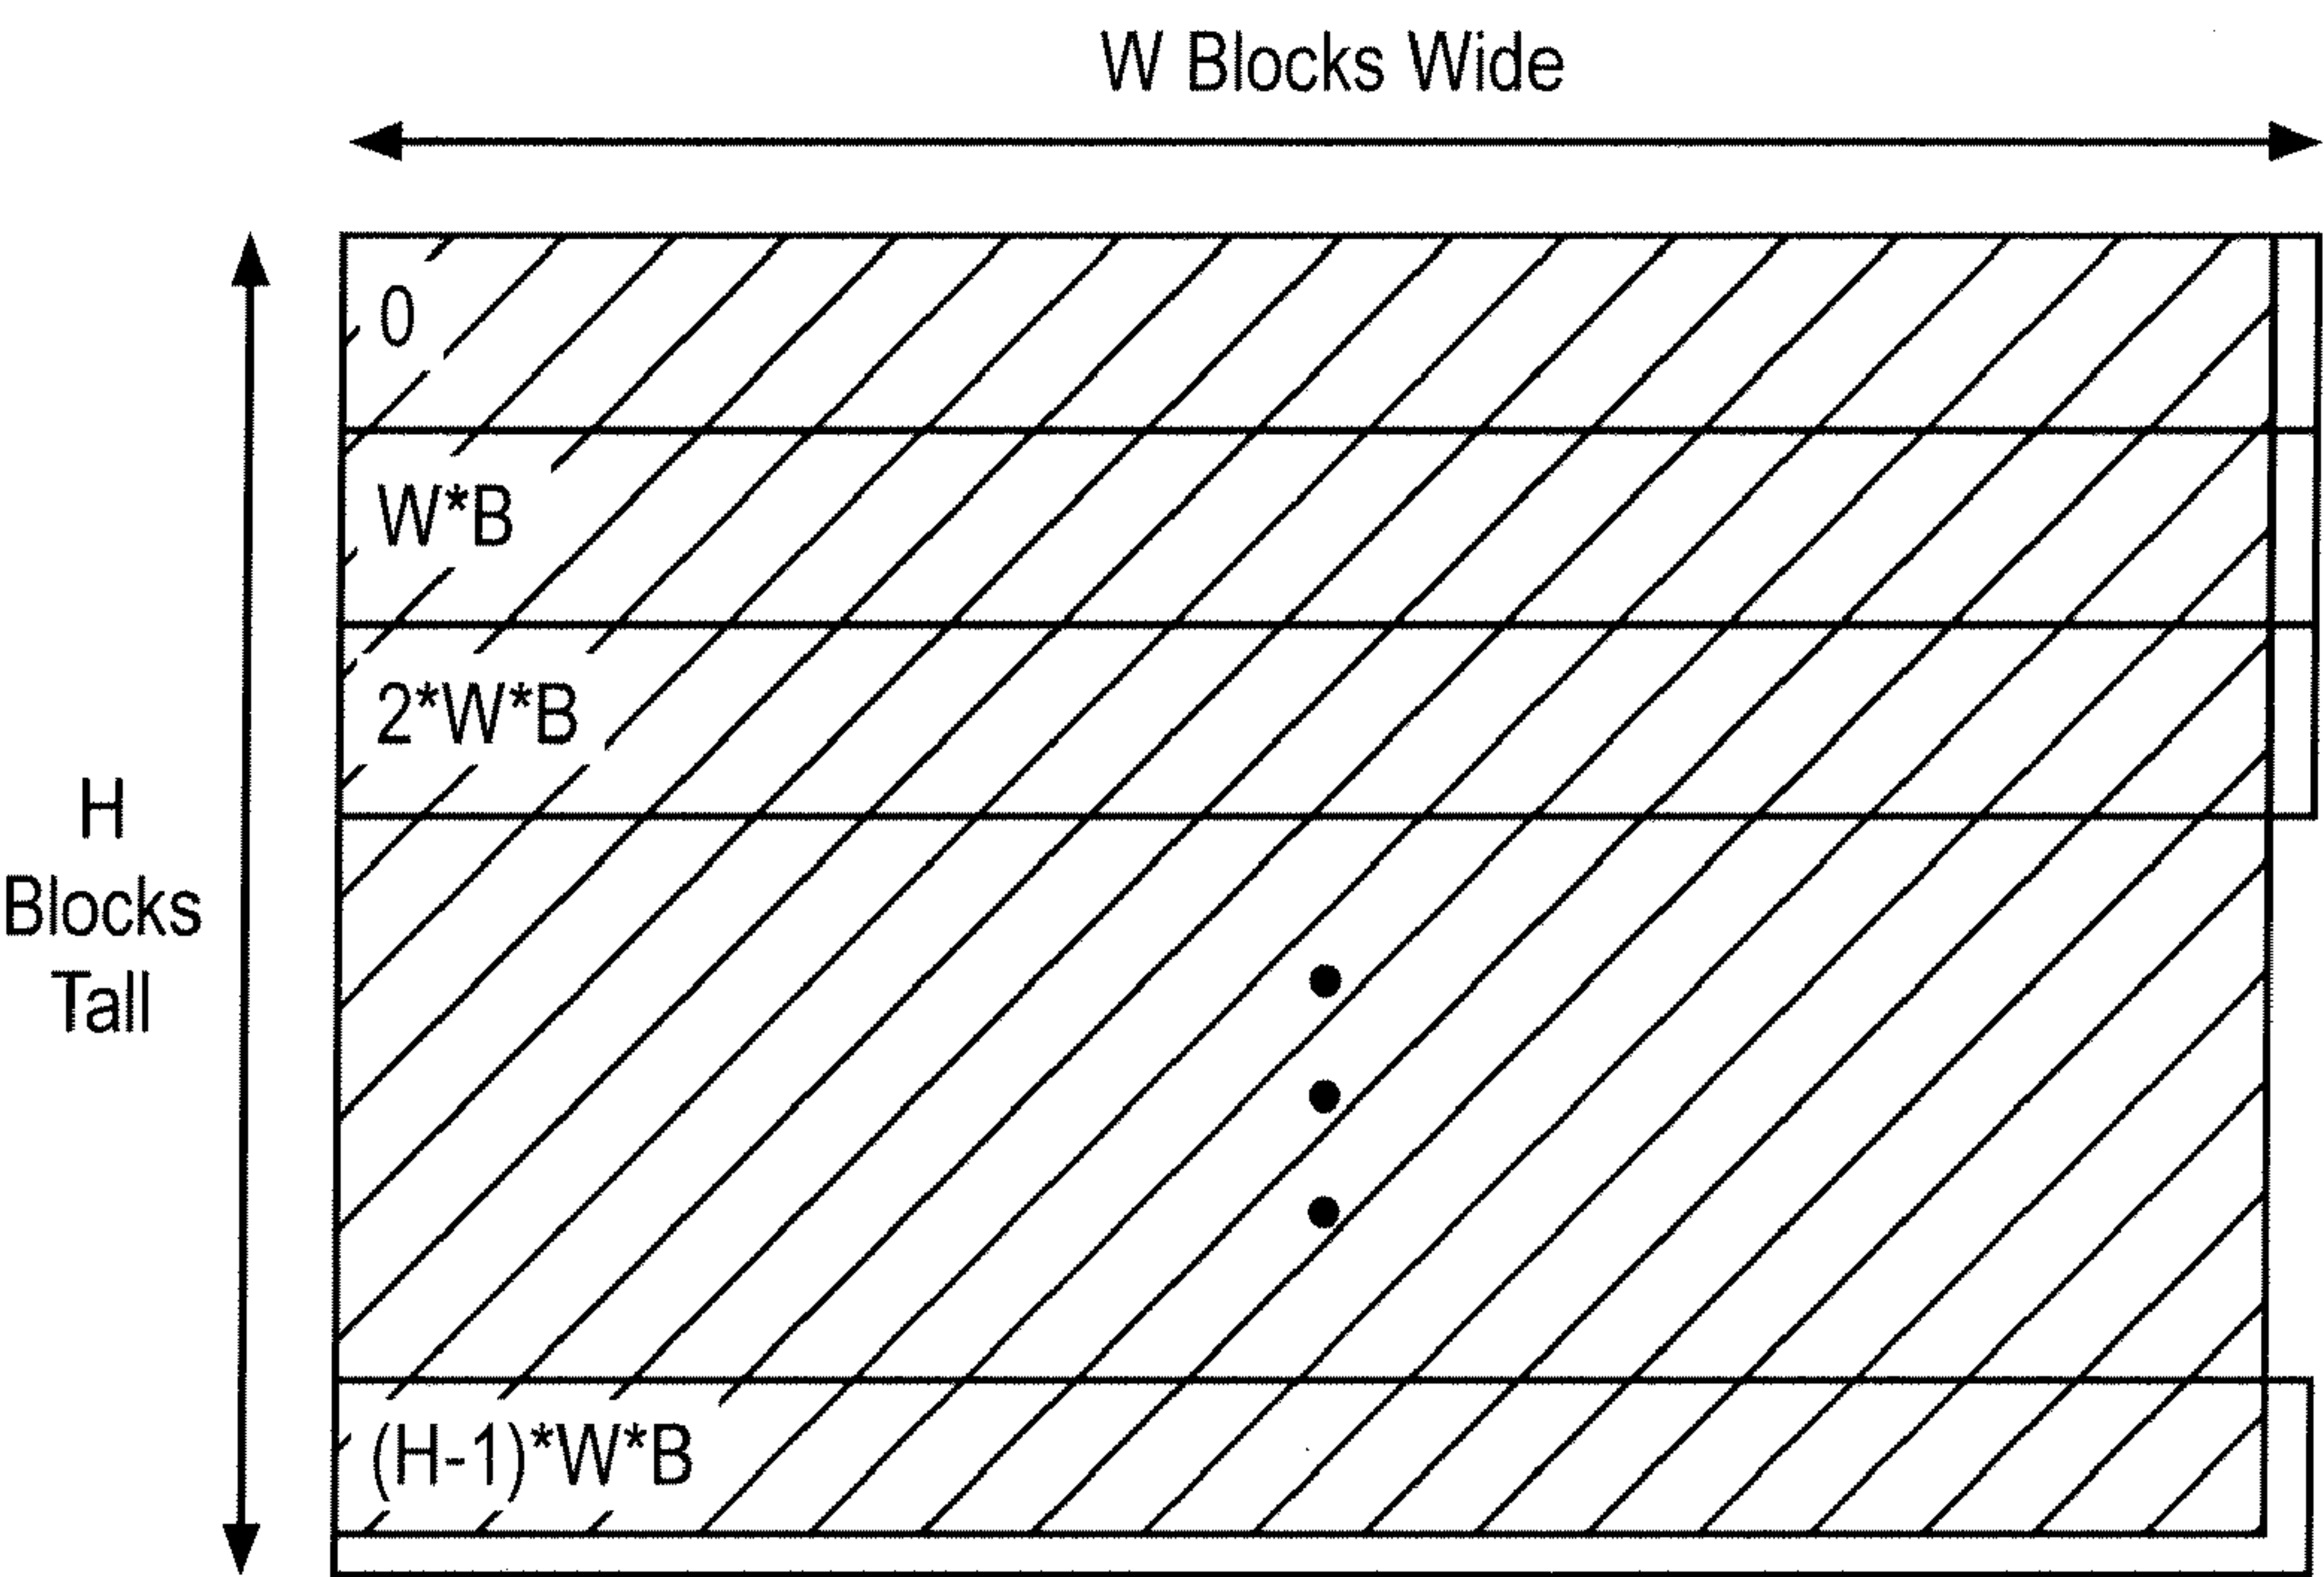 W Blocks Wide
0
W*B
2*W*B
H
Blocks
Tall
(H-1)*W*B